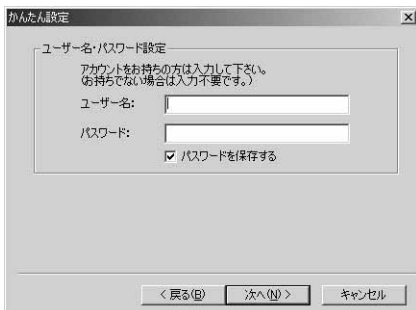 かんたん設定
ユーザー名・パスワード設定
アカウントをお持ちの方は入力して下さい。
(お持ちでない場合は入力不要です。)
ユーザー名:
パスワード:
パスワードを保存する
< 戻る(B)
次へ(N) >
キャンセル